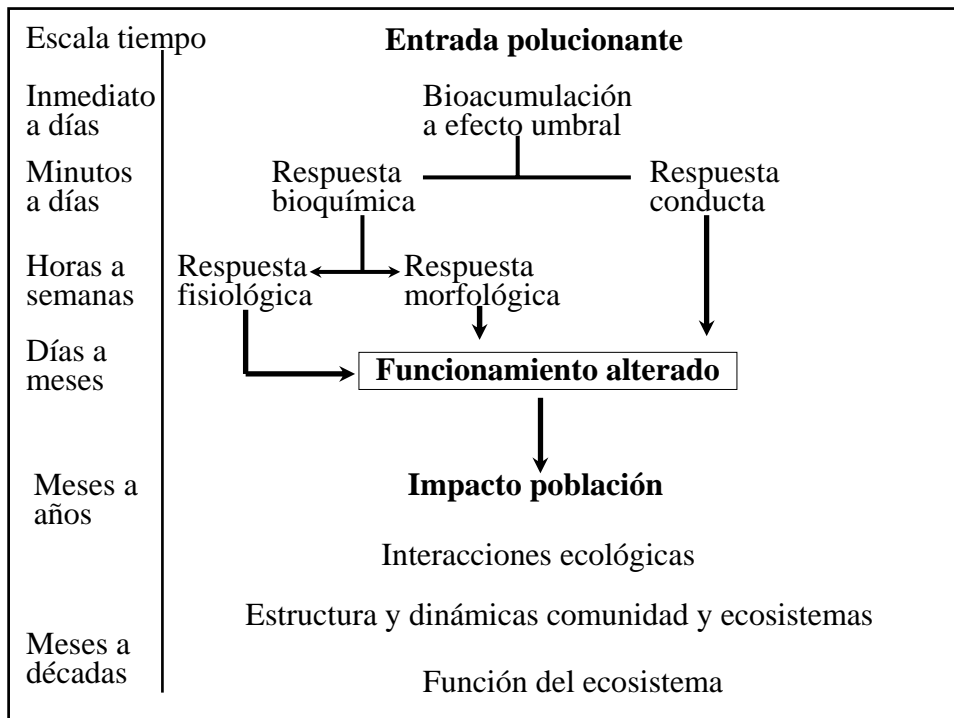 Escala tiempo
Entrada polucionante
Inmediato
a días
Bioacumulación
a efecto umbral
Minutos
a días
Respuesta
bioquímica
Respuesta
conducta
Horas a
semanas
Respuesta
fisiológica
Respuesta
morfológica
Días a
meses
Funcionamiento alterado
Meses a
años
Impacto población
Interacciones ecológicas
Estructura y dinámicas comunidad y ecosistemas
Meses a
décadas
Función del ecosistema